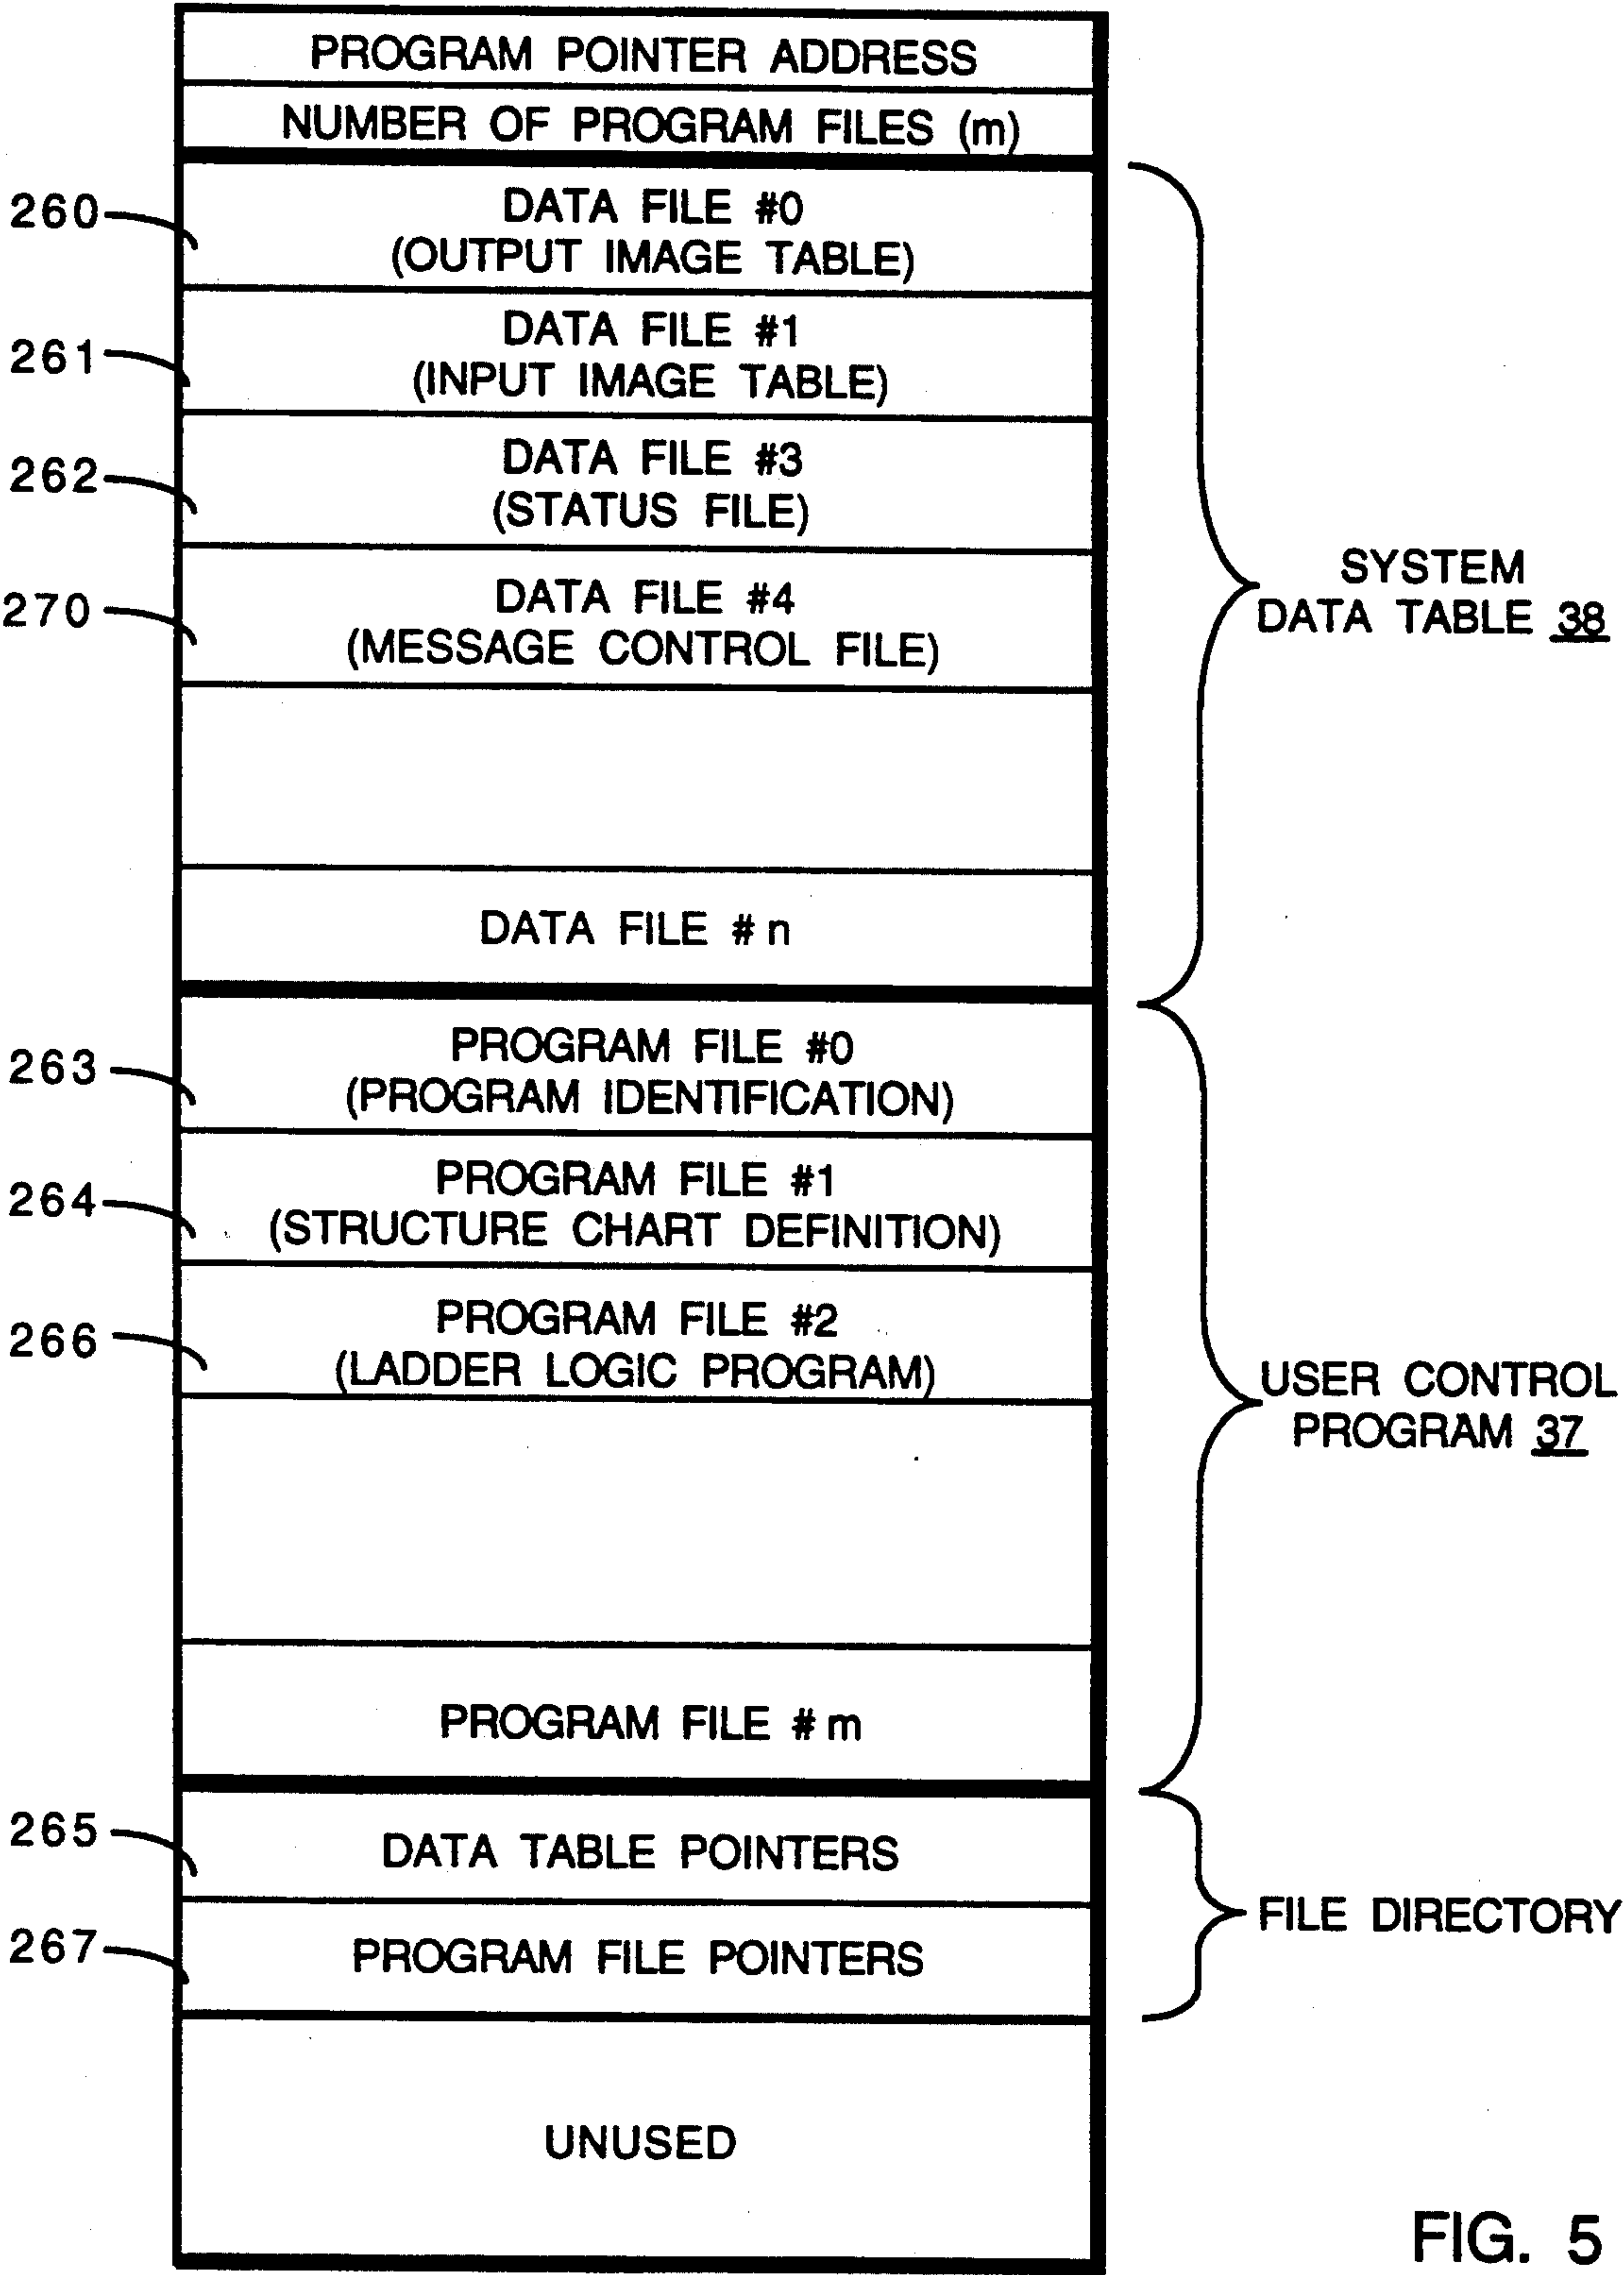 PROGRAM POINTER ADDRESS
NUMBER OF PROGRAM FILES (m)
260
DATA FILE #0
(OUTPUT IMAGE TABLE)
261
DATA FILE #1
(INPUT IMAGE TABLE)
262
DATA FILE #3
(STATUS FILE)
270
DATA FILE #4
(MESSAGE CONTROL FILE)
SYSTEM
DATA TABLE 38
DATA FILE # n
263
PROGRAM FILE #0
(PROGRAM IDENTIFICATION)
264
PROGRAM FILE #1
(STRUCTURE CHART DEFINITION)
266
PROGRAM FILE #2
(LADDER LOGIC PROGRAM)
USER CONTROL
PROGRAM 37
PROGRAM FILE # m
265
DATA TABLE POINTERS
267
PROGRAM FILE POINTERS
FILE DIRECTORY
UNUSED
FIG. 5